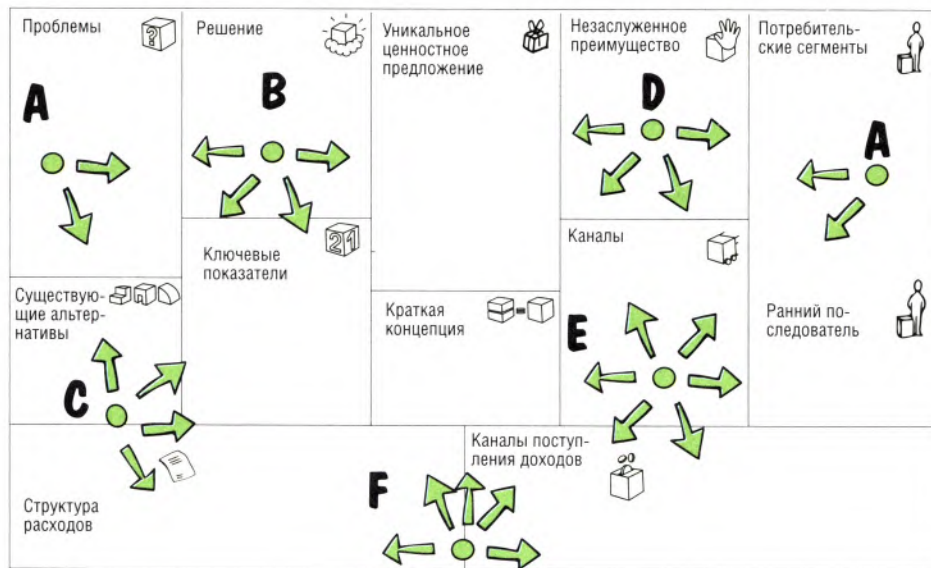 Проблемы
?
A
Решение
B
Уникальное
ценностное
предложение
1
Незаслуженное
преимущество
D
Потребитель-
ские сегменты
A
Ключевые
показатели
21
Каналы
E
Существую-
щие альтер-
нативы
C
Краткая
концепция
=
Ранний по-
следователь
Структура
расходов
F
Каналы поступ-
ления доходов